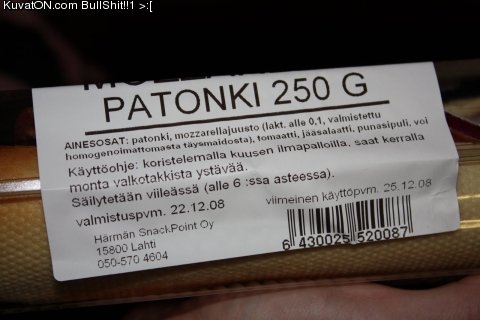 KuvatON.com BullShit!!1 >:[
PATONKI 250 G
AINESOSAT: patonki, mozzarellajuusto (lakt. alle 0,1, valmistettu
homogenoimattomasta täysmaidosta), tomaatti, jääsalaatti, punasipuli, voi
Käyttöohje: koristelemalla kuusen ilmapalloilla, saat kerralla
monta valkotakkista ystävää.
Säilytetään viileässä (alle 6 :ssa asteessa).
valmistuspvm. 22.12.08
viimeinen käyttöpvm. 25.12.08
Härmän SnackPoint Oy
15800 Lahti
050-570 4604
6 430025 520087